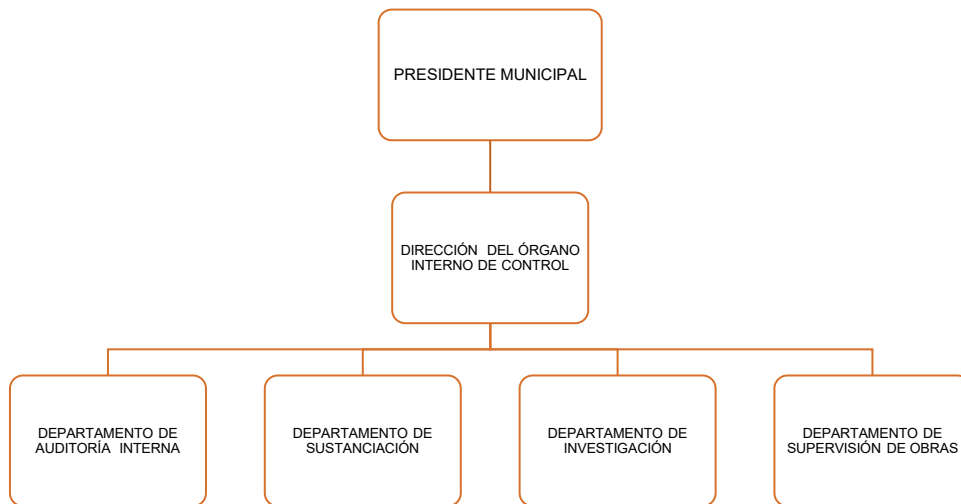 PRESIDENTE MUNICIPAL
DIRECCIÓN DEL ÓRGANO
INTERNO DE CONTROL
DEPARTAMENTO DE
AUDITORÍA INTERNA
DEPARTAMENTO DE
SUSTANCIACIÓN
DEPARTAMENTO DE
INVESTIGACIÓN
DEPARTAMENTO DE
SUPERVISIÓN DE OBRAS